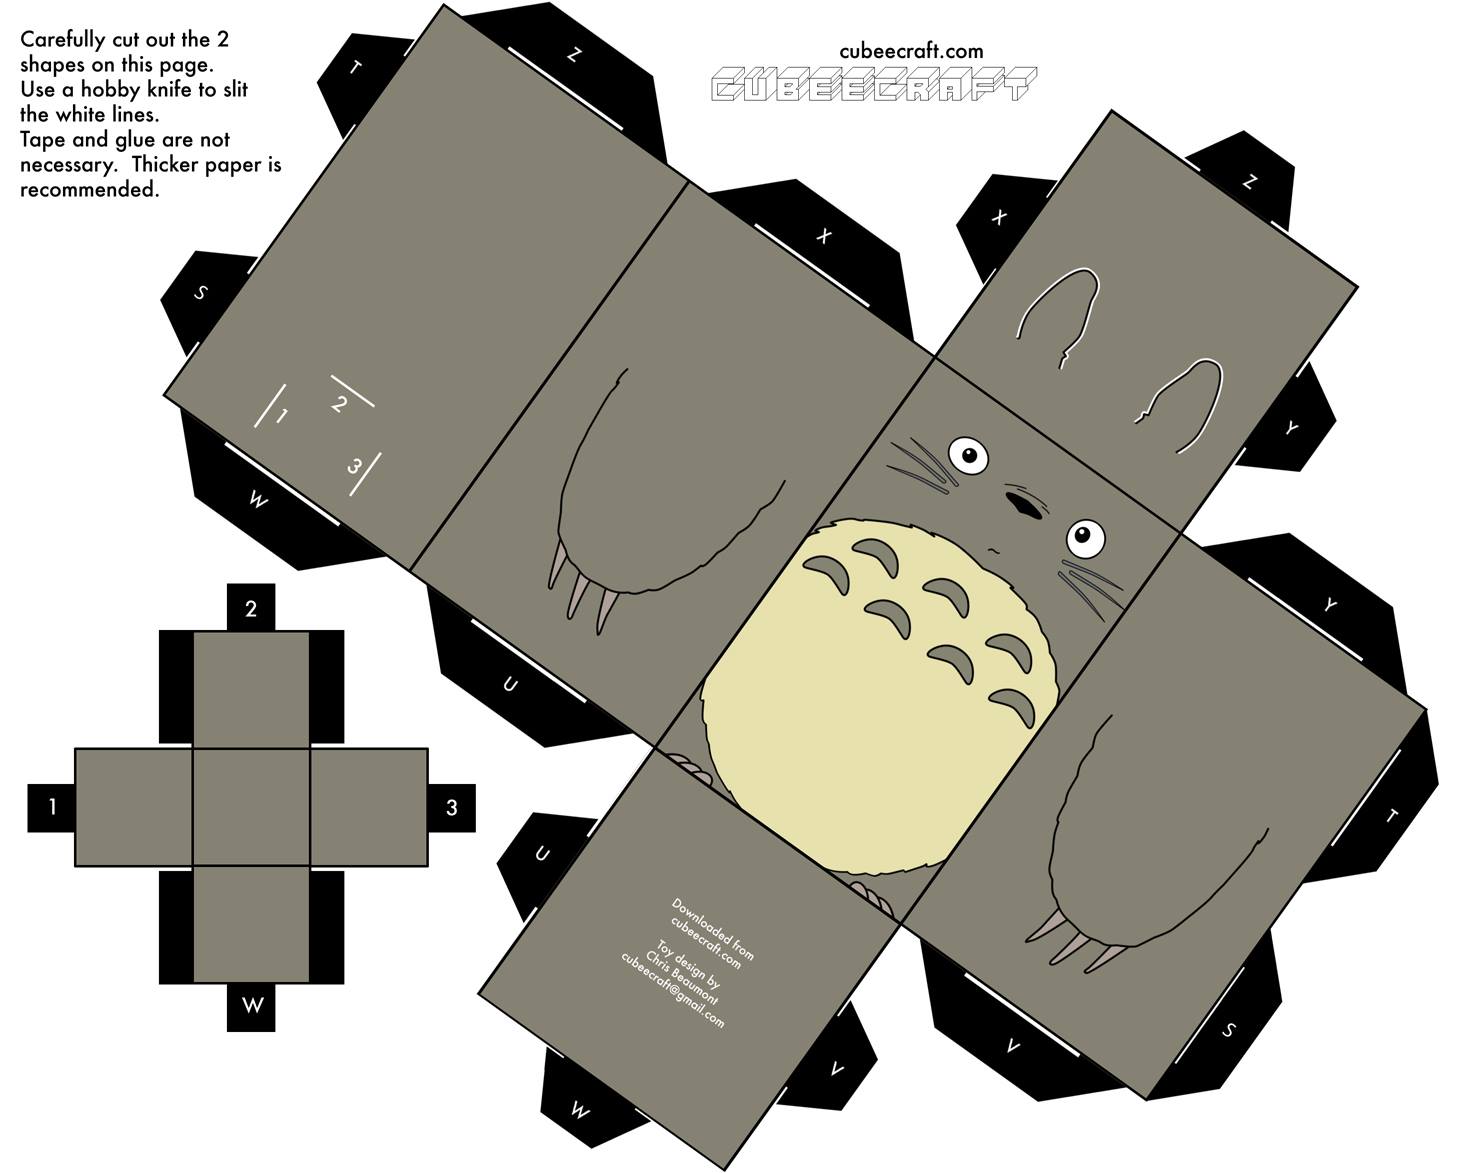 Carefully cut out the 2
shapes on this page.
Use a hobby knife to slit
the white lines.
Tape and glue are not
necessary.  Thicker paper is
recommended.
cubeecraft.com
CUBEECRAFT
T
Z
X
X
Z
S
Y
1
2
3
W
Y
U
T
2
1
3
W
U
Downloaded from
cubeecraft.com
Toy design by
Chris Beaumont
cubeecraft@gmail.com
V
S
V
W